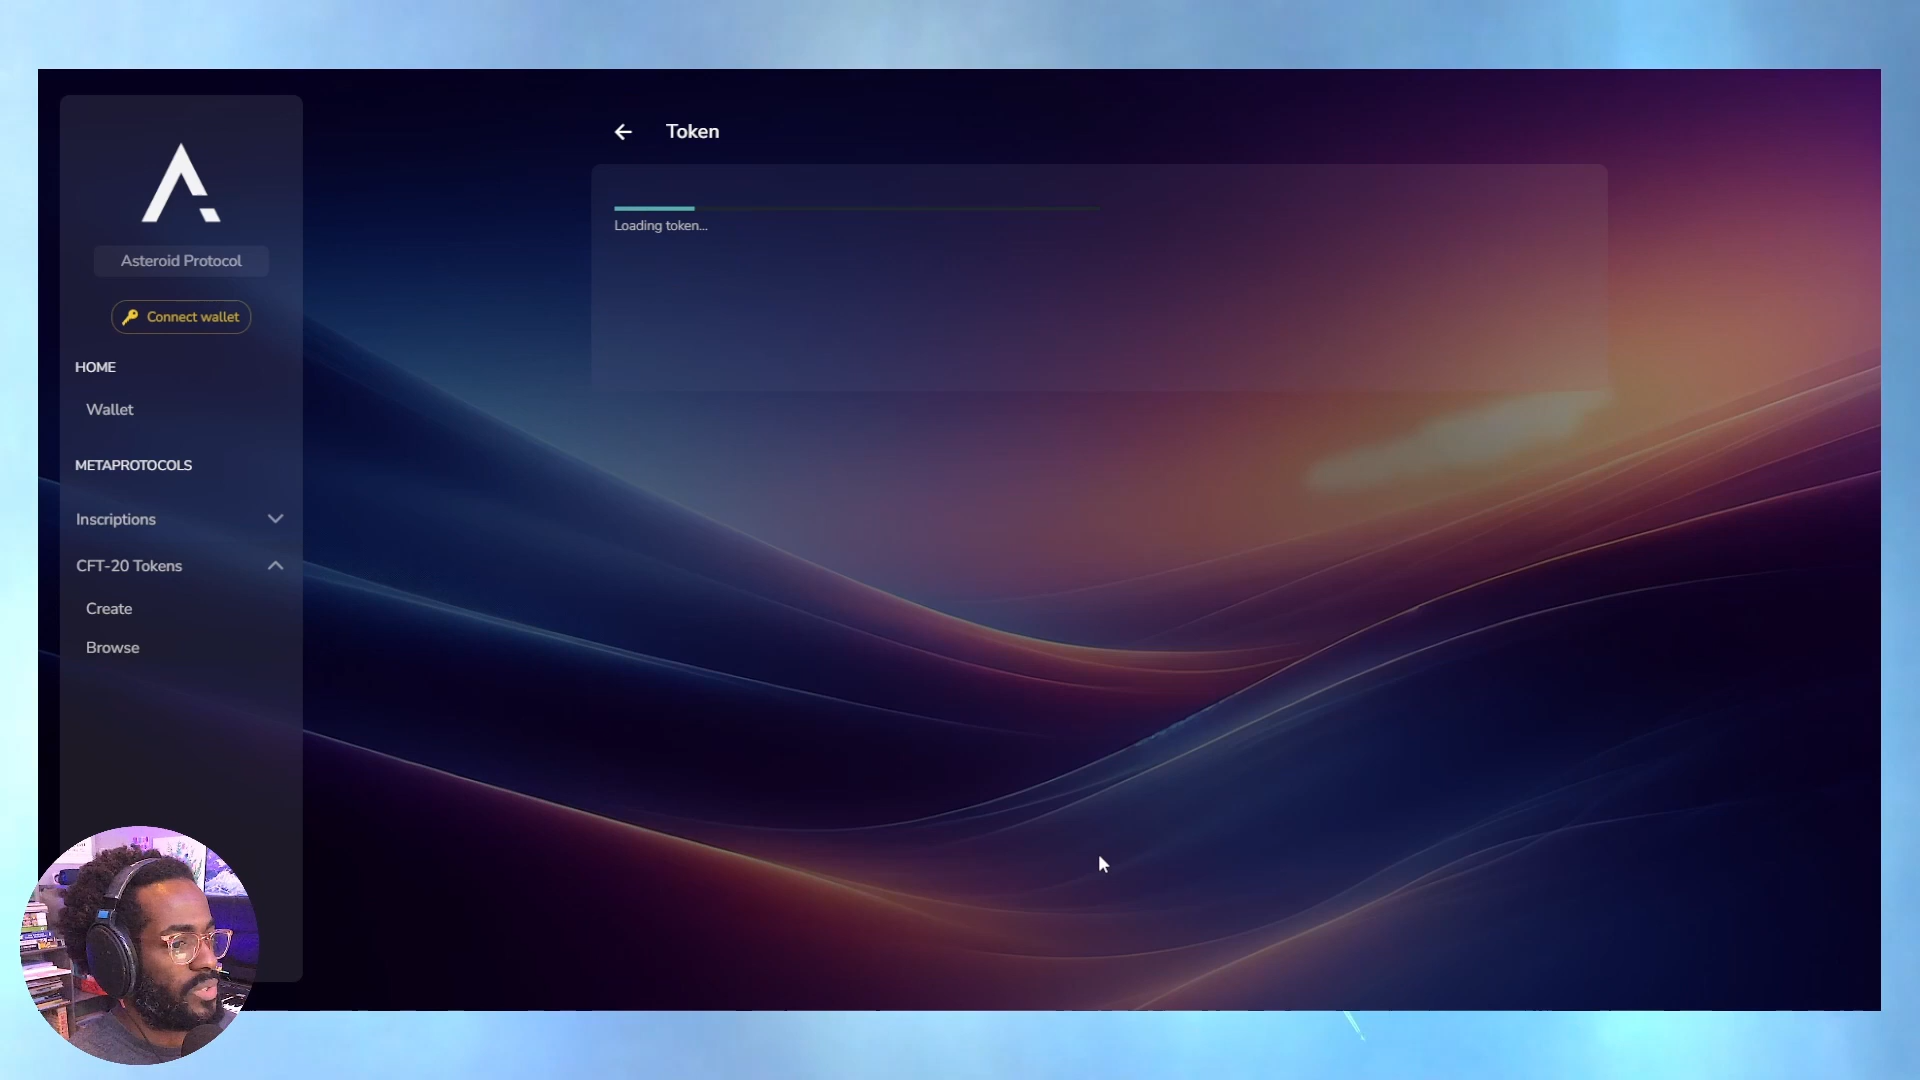 Asteroid Protocol
Connect wallet
HOME
Wallet
METAPROTOCOLS
Inscriptions
CFT-20 Tokens
Create
Browse
Token
Loading token...